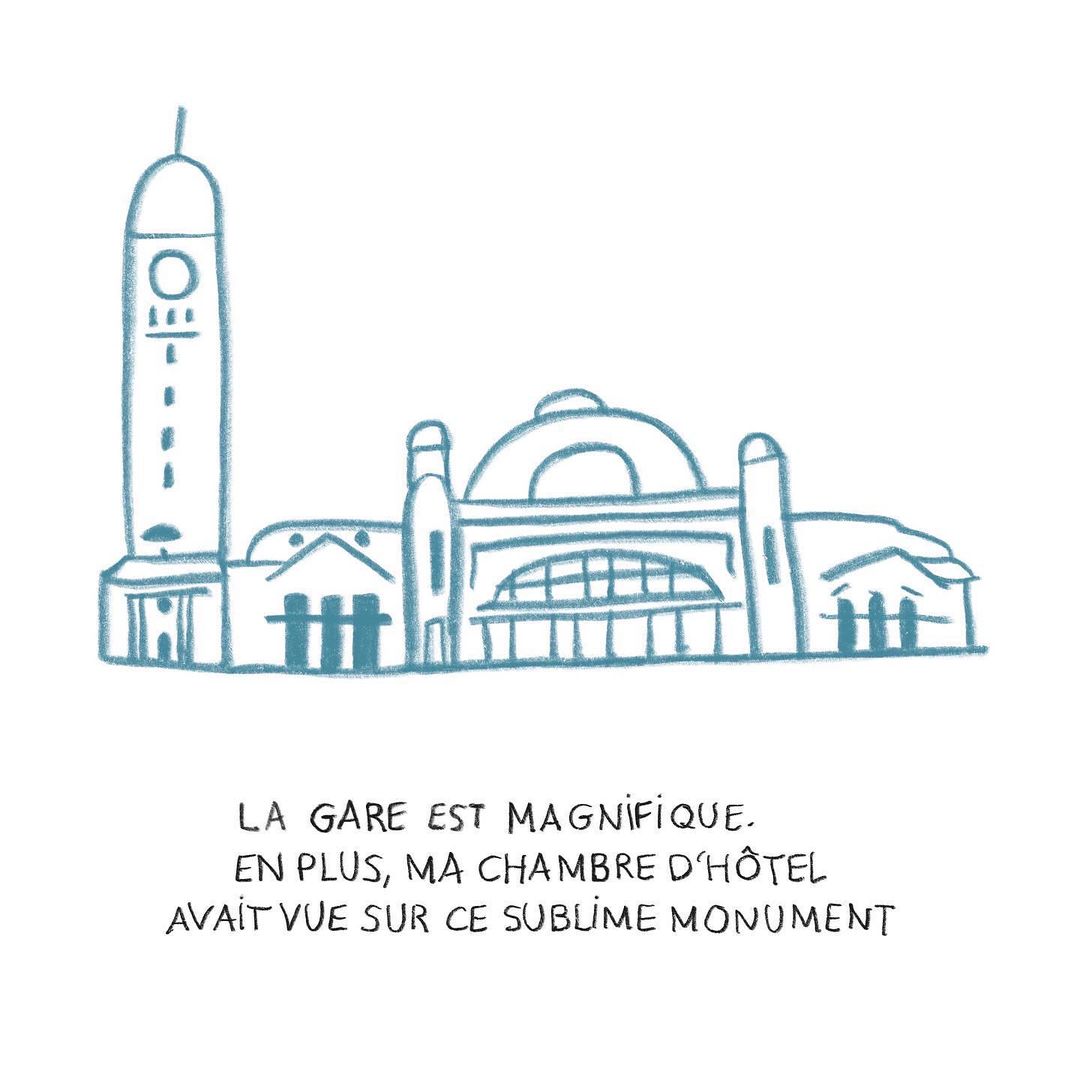 LA GARE EST MAGNIFIQUE.
EN PLUS, MA CHAMBRE D'HÔTEL
AVAIT VUE SUR CE SUBLIME MONUMENT